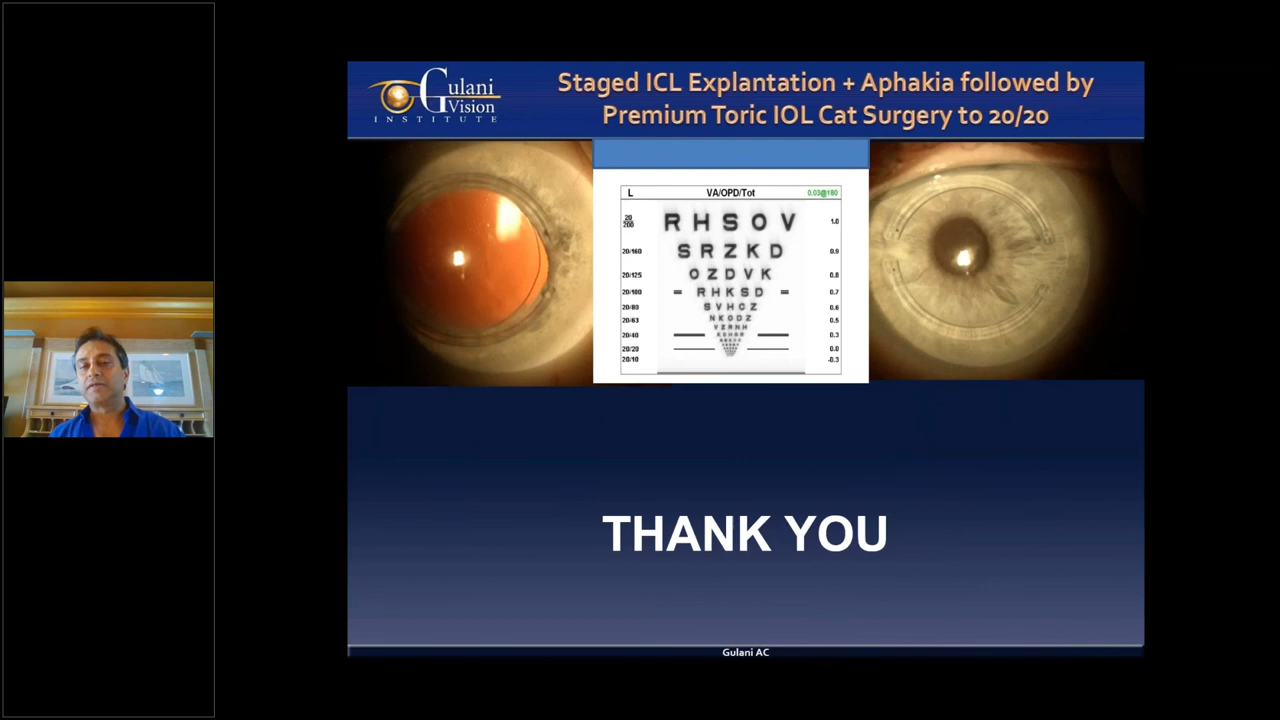 Gulani
Vision
INSTITUTE
Staged ICL Explantation + Aphakia followed by
Premium Toric IOL Cat Surgery to 20/20
L VA/OPD/Tot 0.03@180
20/200 R H S O V 1.0
20/160 S R Z K D 0.9
20/125 O Z D V K 0.8
20/100 = R H K S D = 0.7
20/80 S V H C Z 0.6
20/63 N K O D Z 0.5
V Z R N H
20/40 0.3
20/20 0.0
20/10 -0.3
THANK YOU
Gulani AC